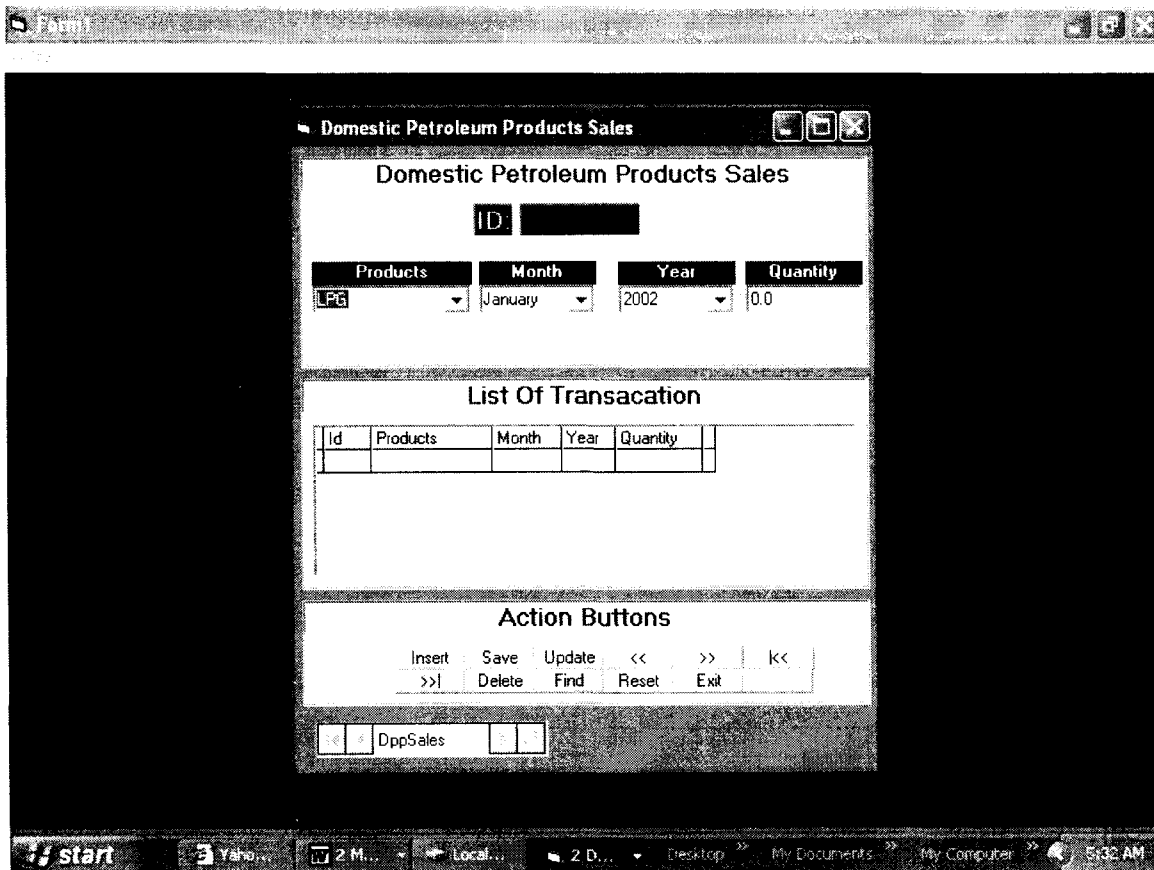 Form1
Domestic Petroleum Products Sales
Domestic Petroleum Products Sales
ID:
Products Month Year Quantity
LPG January 2002 0.0
List Of Transacation
Id Products Month Year Quantity
Action Buttons
Insert Save Update << >> |<<
>>| Delete Find Reset Exit
DppSales
start Yaho... 2 M... Local... 2 D... Desktop » My Documents » My Computer » 5:32 AM